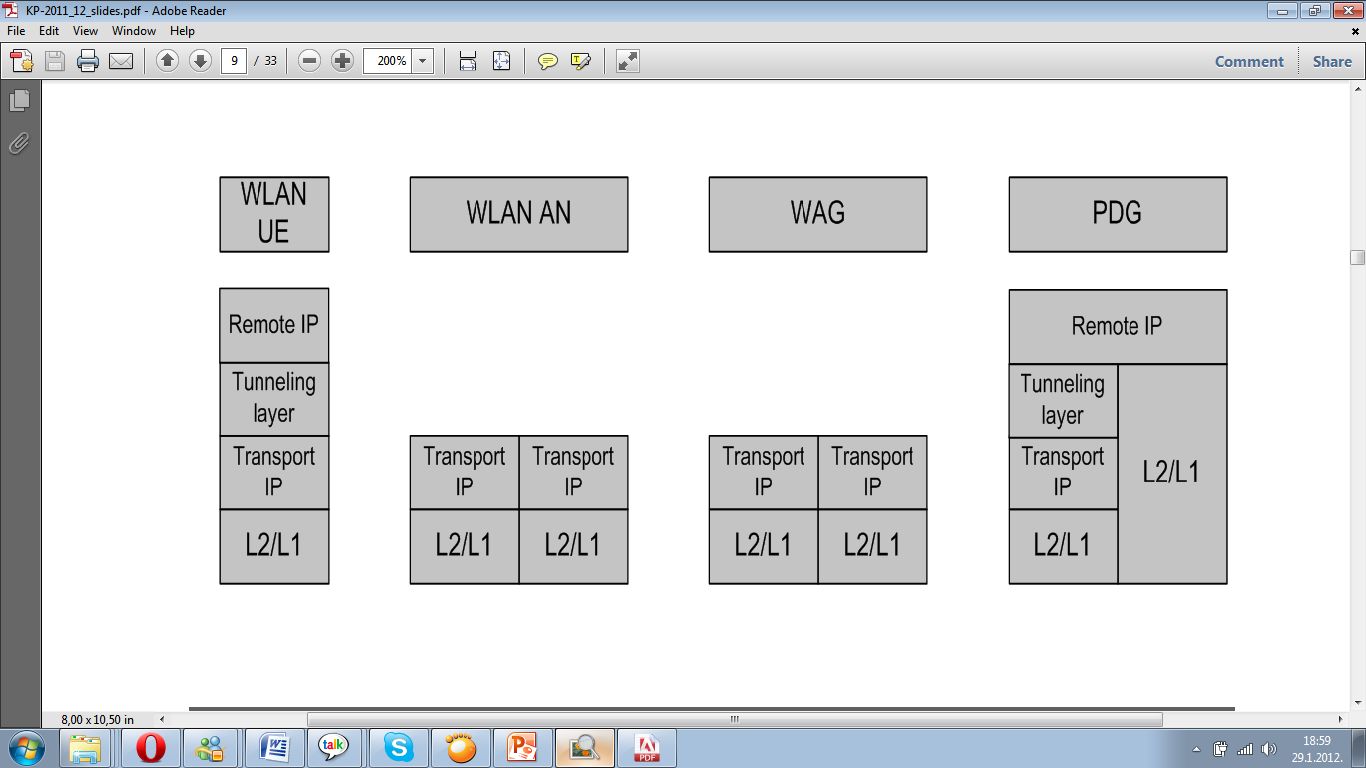 KP-2011_12_slides.pdf - Adobe Reader
File Edit View Window Help
9 / 33 200% Comment Share
WLAN
UE
WLAN AN
WAG
PDG
Remote IP
Tunneling
layer
Transport
IP
L2/L1
Transport
IP
Transport
IP
L2/L1
L2/L1
Transport
IP
Transport
IP
L2/L1
L2/L1
Remote IP
Tunneling
layer
Transport
IP
L2/L1
L2/L1
8,00 x 10,50 in
W
talk
S
P
PDF
18:59
29.1.2012.